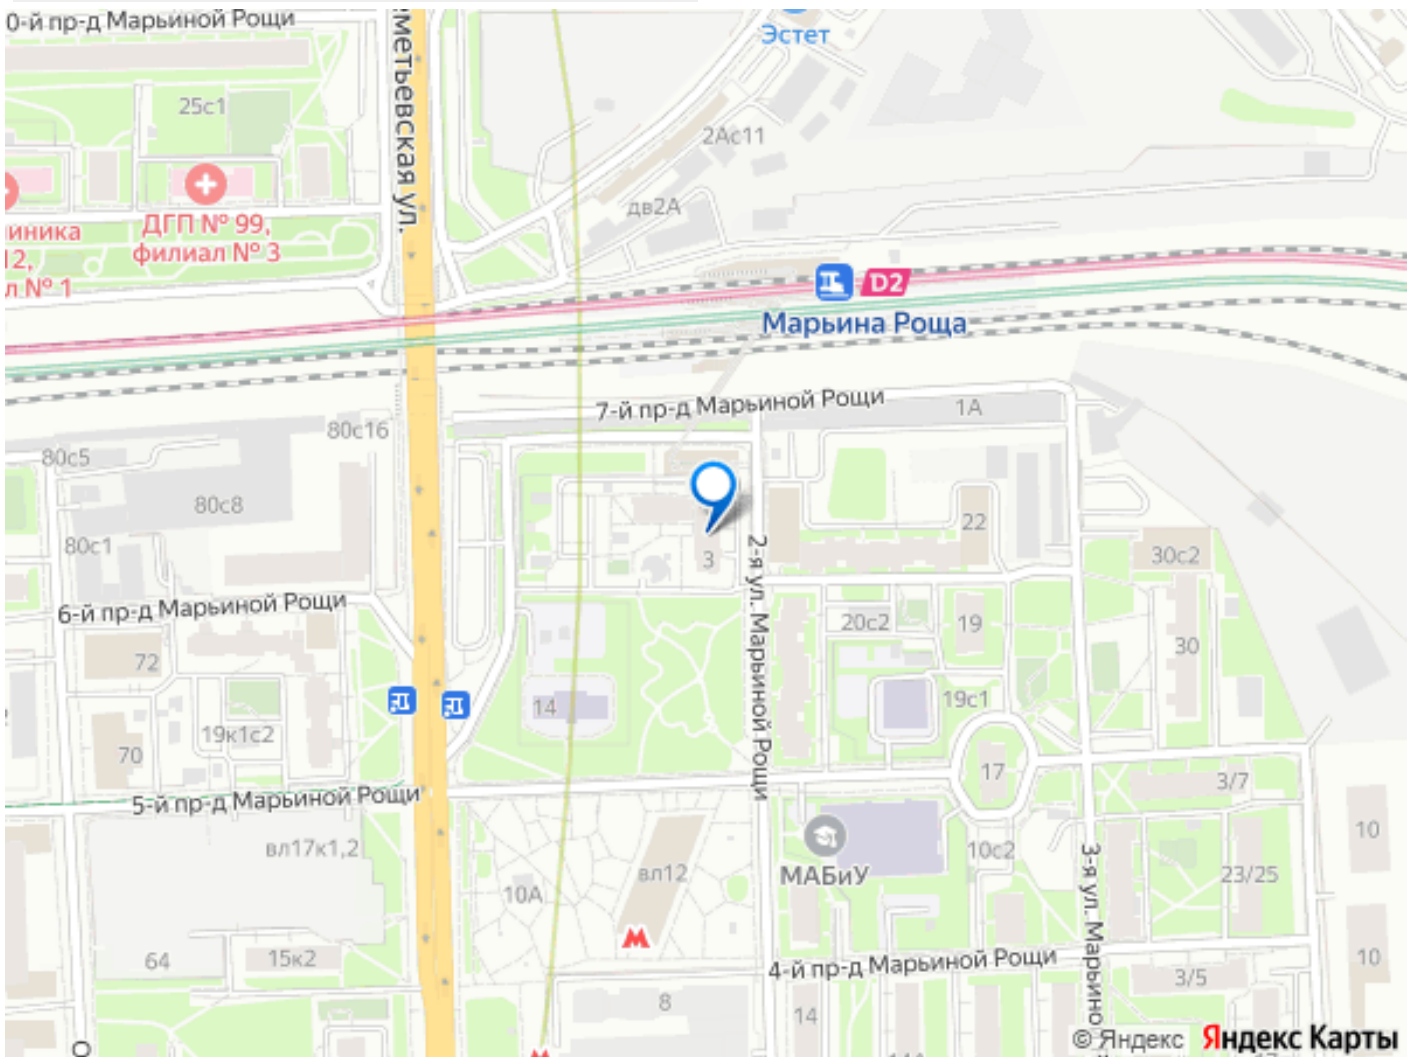 0-й пр-д Марьиной Рощи
Эстет
метьевская ул.
25с1
2Ас11
дв2А
ДГП № 99,
филиал № 3
иника
12,
л № 1
D2
Марьина Роща
7-й пр-д Марьиной Рощи
1А
80с16
80с5
80с8
80с1
22
3
30с2
2-я ул. Марьиной Рощи
6-й пр-д Марьиной Рощи
20с2
19
30
72
14
19с1
19к1с2
70
17
3/7
5-й пр-д Марьиной Рощи
вл17к1,2
10
МАБиУ
10с2
вл12
10А
23/25
3-я ул. Марьино
64
15к2
4-й пр-д Марьиной Рощи
10
3/5
8
14
© Яндекс
Яндекс Карты